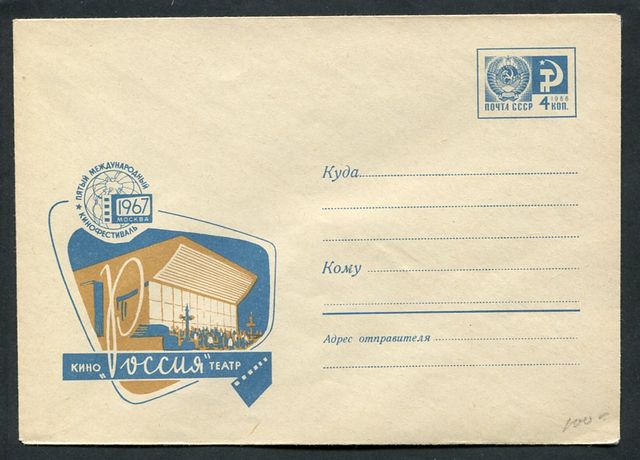 ПОЧТА СССР
1966
4 КОП.
ПЯТЫЙ МЕЖДУНАРОДНЫЙ
КИНОФЕСТИВАЛЬ
1967
МОСКВА
Куда
Кому
Адрес отправителя
КИНО „Россия“ ТЕАТР